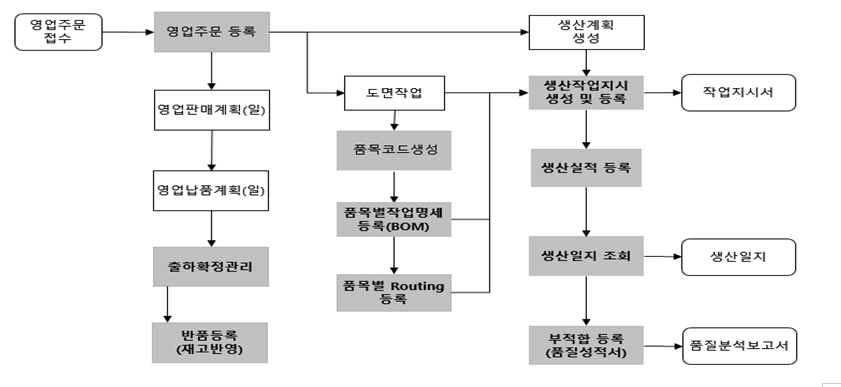 영업주문
접수
영업주문 등록
영업판매계획(일)
영업납품계획(일)
출하확정관리
반품등록
(재고반영)
도면작업
품목코드생성
품목별작업명세
등록(BOM)
품목별 Routing
등록
생산계획
생성
생산작업지시
생성 및 등록
작업지시서
생산실적 등록
생산일지 조회
생산일지
부적합 등록
(품질성적서)
품질분석보고서